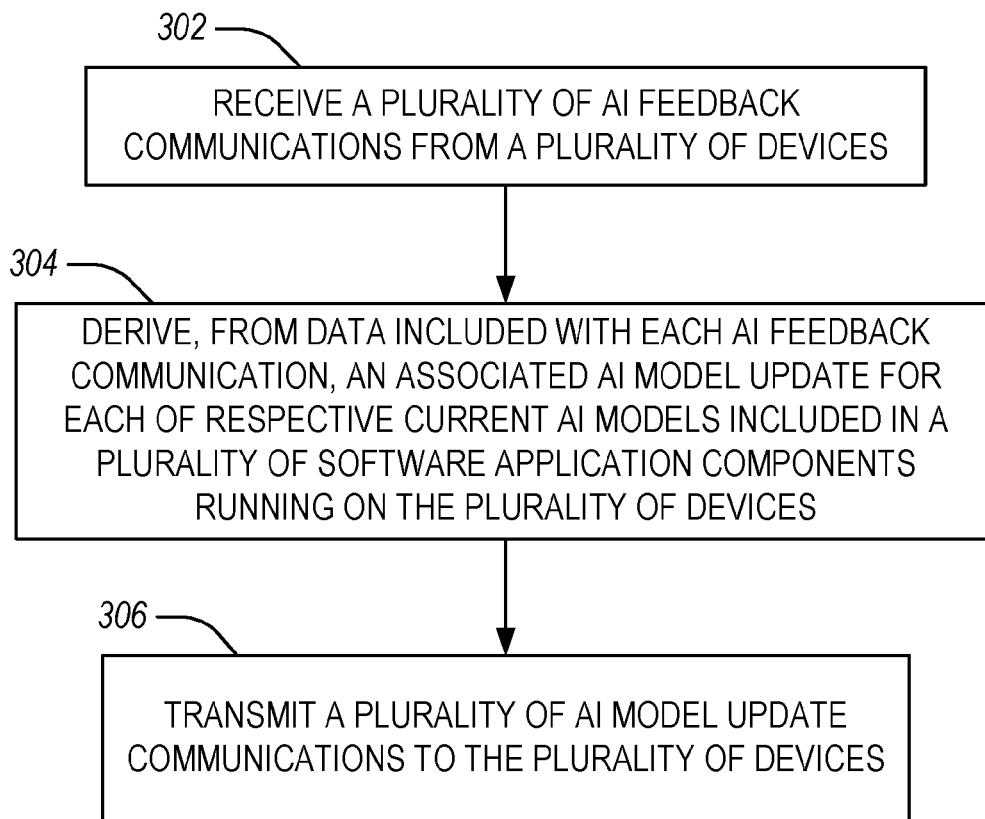 302
RECEIVE A PLURALITY OF AI FEEDBACK
COMMUNICATIONS FROM A PLURALITY OF DEVICES
304
DERIVE, FROM DATA INCLUDED WITH EACH AI FEEDBACK
COMMUNICATION, AN ASSOCIATED AI MODEL UPDATE FOR
EACH OF RESPECTIVE CURRENT AI MODELS INCLUDED IN A
PLURALITY OF SOFTWARE APPLICATION COMPONENTS
RUNNING ON THE PLURALITY OF DEVICES
306
TRANSMIT A PLURALITY OF AI MODEL UPDATE
COMMUNICATIONS TO THE PLURALITY OF DEVICES